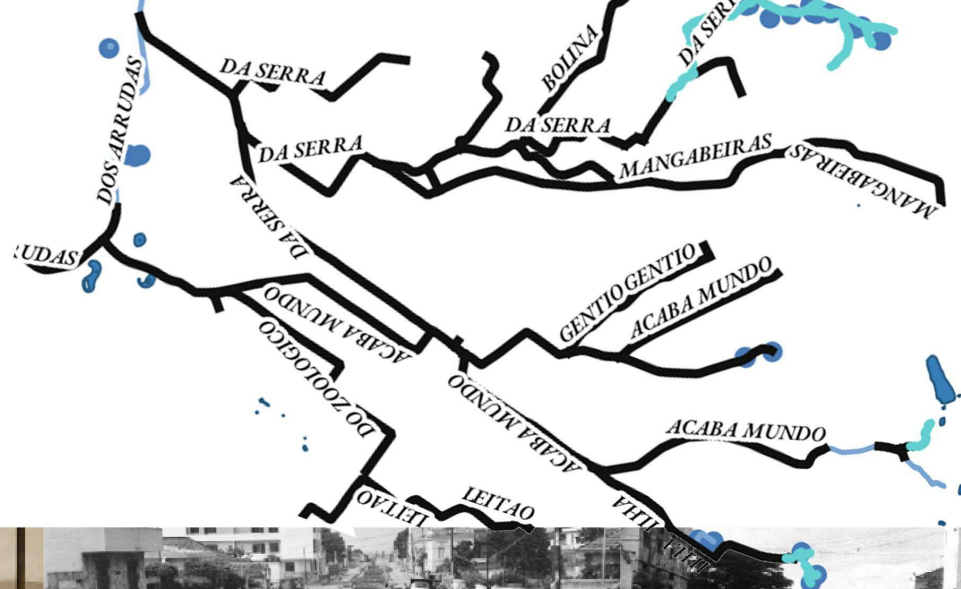 BOLINA
DA SERRA
DOS ARRUDAS
DA SERRA
DA SERRA
MANGABEIRAS
MANGABEIRAS
DA SERRA
DA SERRA
UDAS
ACABA MUNDO
GENTIO GENTIO
ACABA MUNDO
DO ZOOLOGICO
ACABA MUNDO
ACABA MUNDO
LEITAO
LEITAO
ILHA